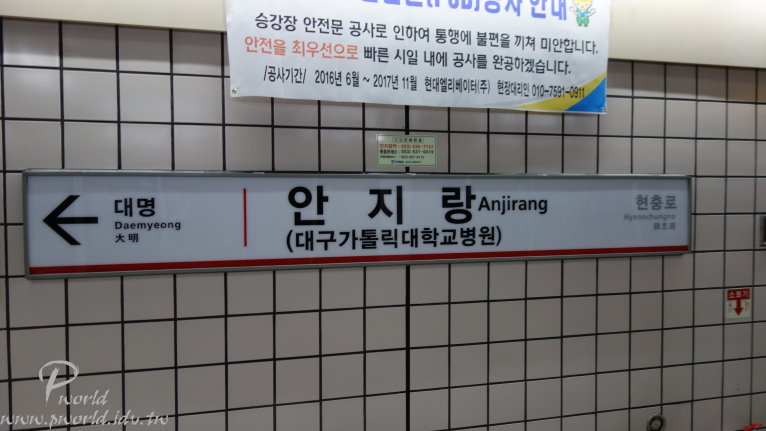 공사 안내
승강장 안전문 공사로 인하여 통행에 불편을 끼쳐 미안합니다.
안전을 최우선으로 빠른 시일 내에 공사를 완공하겠습니다.
/공사기간/ 2016년 6월 ~ 2017년 11월 현대엘리베이터(주) 현장대리인 010-7591-0911
대명
Daemyeong
大明
안지랑 Anjirang
(대구가톨릭대학교병원)
현충로
Hyeonchungno
소화기
P world
www.pworld.idv.tw